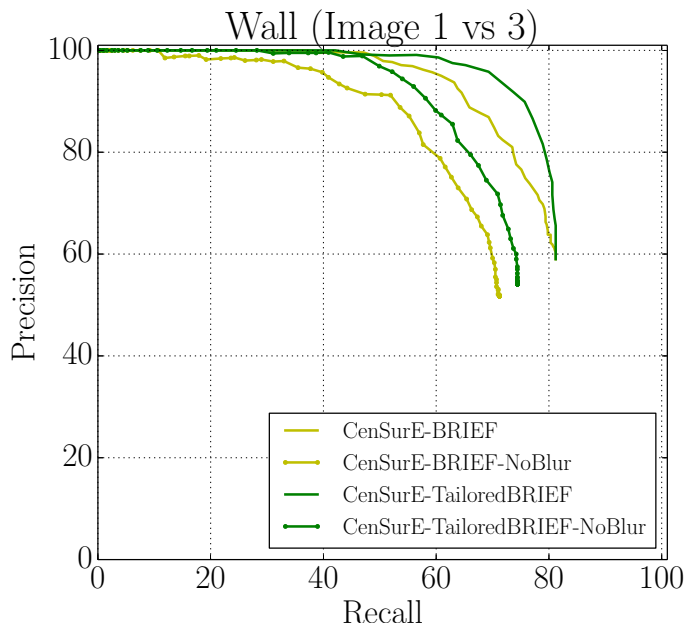 Wall (Image 1 vs 3)
100
80
60
40
20
0
Precision
CenSurE-BRIEF
CenSurE-BRIEF-NoBlur
CenSurE-TailoredBRIEF
CenSurE-TailoredBRIEF-NoBlur
0 20 40 60 80 100
Recall